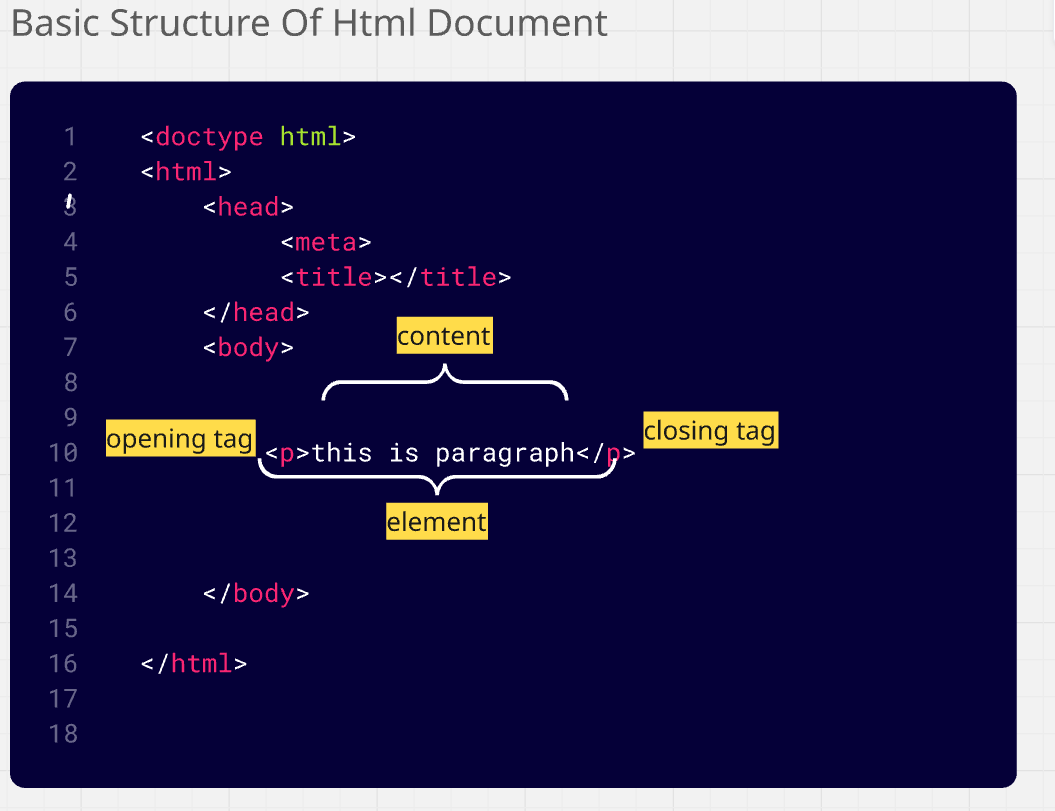 Basic Structure Of Html Document
1 <doctype html>
2 <html>
3 <head>
4 <meta>
5 <title></title>
6 </head>
content
7 <body>
8
9
opening tag
closing tag
10 <p>this is paragraph</p>
11
element
12
13
14 </body>
15
16 </html>
17
18